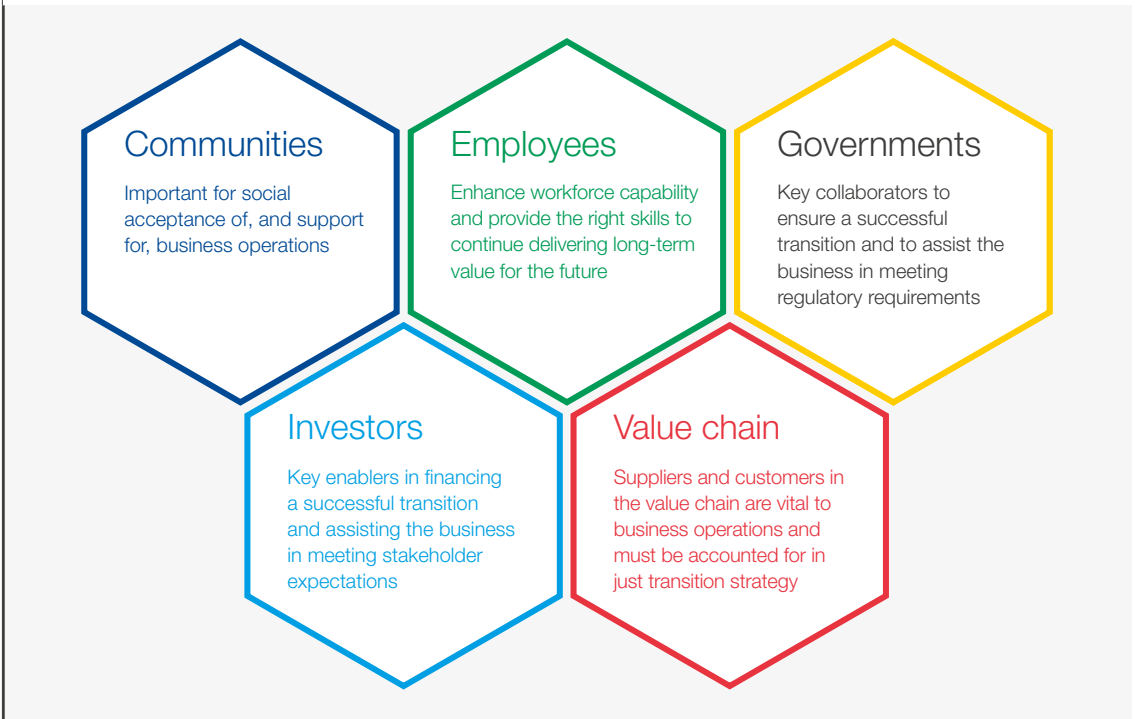 Communities
Important for social
acceptance of, and support
for, business operations
Employees
Enhance workforce capability
and provide the right skills to
continue delivering long-term
value for the future
Governments
Key collaborators to
ensure a successful
transition and to assist the
business in meeting
regulatory requirements
Investors
Key enablers in financing
a successful transition
and assisting the business
in meeting stakeholder
expectations
Value chain
Suppliers and customers in
the value chain are vital to
business operations and
must be accounted for in
just transition strategy